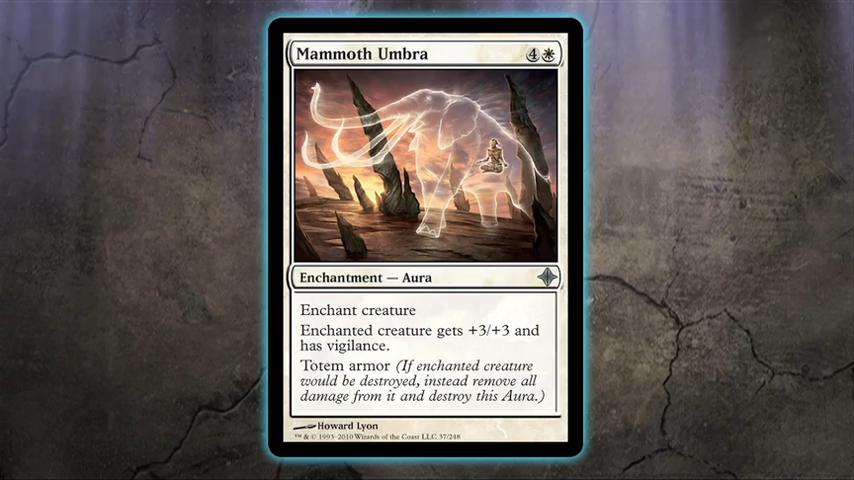 Mammoth Umbra 4
Enchantment — Aura
Enchant creature
Enchanted creature gets +3/+3 and
has vigilance.
Totem armor (If enchanted creature
would be destroyed, instead remove all
damage from it and destroy this Aura.)
Howard Lyon
™ & © 1993–2010 Wizards of the Coast LLC 37/248